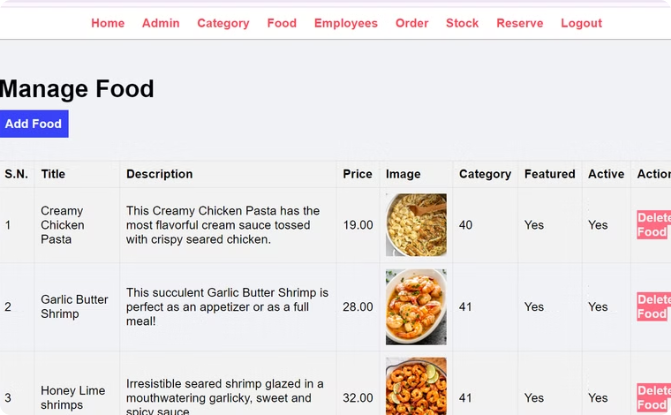 Home Admin Category Food Employees Order Stock Reserve Logout
Manage Food
Add Food
S.N. Title Description Price Image Category Featured Active Action
1 Creamy Chicken Pasta This Creamy Chicken Pasta has the most flavorful cream sauce tossed with crispy seared chicken. 19.00 40 Yes Yes Delete Food
2 Garlic Butter Shrimp This succulent Garlic Butter Shrimp is perfect as an appetizer or as a full meal! 28.00 41 Yes Yes Delete Food
3 Honey Lime shrimps Irresistible seared shrimp glazed in a mouthwatering garlicky, sweet and spicy sauce 32.00 41 Yes Yes Delete Food